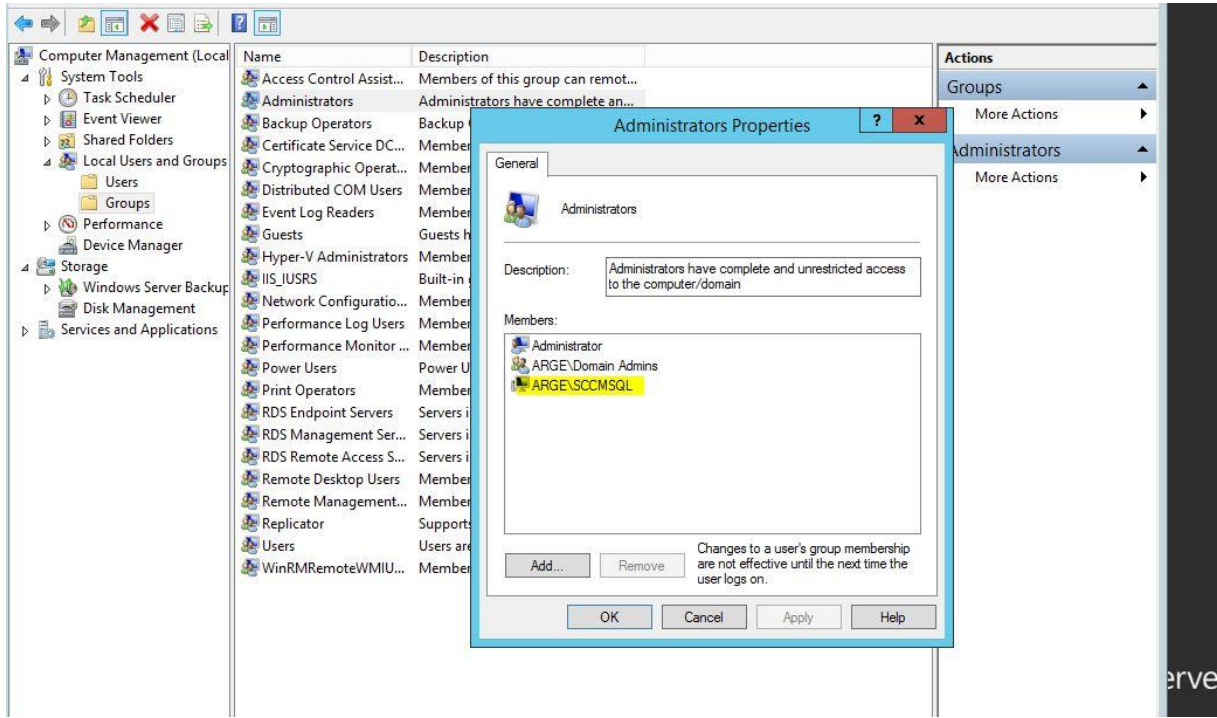 Computer Management (Local
System Tools
Task Scheduler
Event Viewer
Shared Folders
Local Users and Groups
Users
Groups
Performance
Device Manager
Storage
Windows Server Backup
Disk Management
Services and Applications
Name Description
Access Control Assist... Members of this group can remot...
Administrators Administrators have complete an...
Backup Operators Backup
Certificate Service DC... Member
Cryptographic Operat... Member
Distributed COM Users Member
Event Log Readers Member
Guests Guests h
Hyper-V Administrators Member
IIS_IUSRS Built-in
Network Configuratio... Member
Performance Log Users Member
Performance Monitor ... Member
Power Users Power U
Print Operators Member
RDS Endpoint Servers Servers i
RDS Management Ser... Servers i
RDS Remote Access S... Servers i
Remote Desktop Users Member
Remote Management... Member
Replicator Supports
Users Users are
WinRMRemoteWMIU... Member
Administrators Properties
? x
General
Administrators
Description:
Administrators have complete and unrestricted access
to the computer/domain
Members:
Administrator
ARGE\Domain Admins
ARGE\SCCMSQL
Add... Remove
Changes to a user's group membership
are not effective until the next time the
user logs on.
OK Cancel Apply Help
Actions
Groups
More Actions
Administrators
More Actions
erve